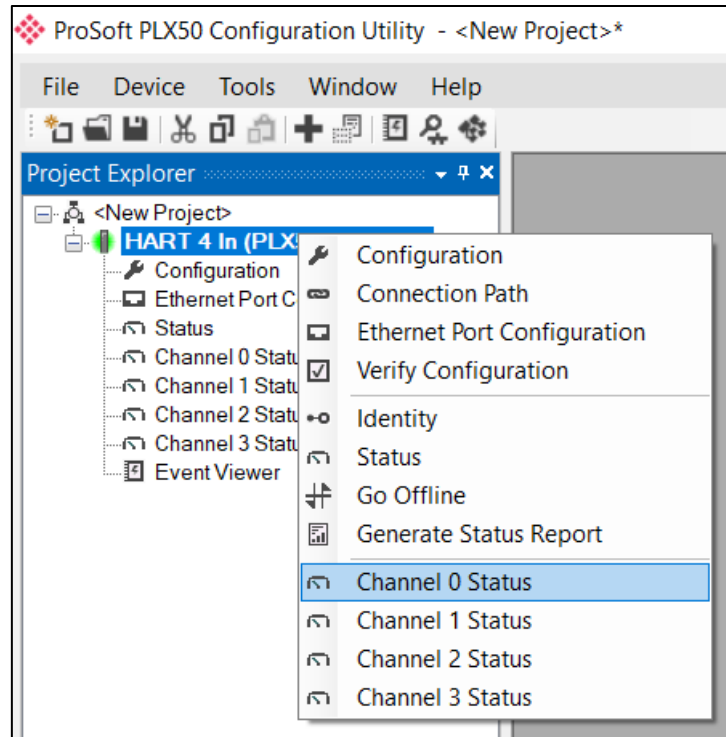 ProSoft PLX50 Configuration Utility - <New Project>*
File Device Tools Window Help
Project Explorer
<New Project>
HART 4 In (PLX5
Configuration
Ethernet Port C
Status
Channel 0 Statu
Channel 1 Statu
Channel 2 Statu
Channel 3 Statu
Event Viewer
Configuration
Connection Path
Ethernet Port Configuration
Verify Configuration
Identity
Status
Go Offline
Generate Status Report
Channel 0 Status
Channel 1 Status
Channel 2 Status
Channel 3 Status